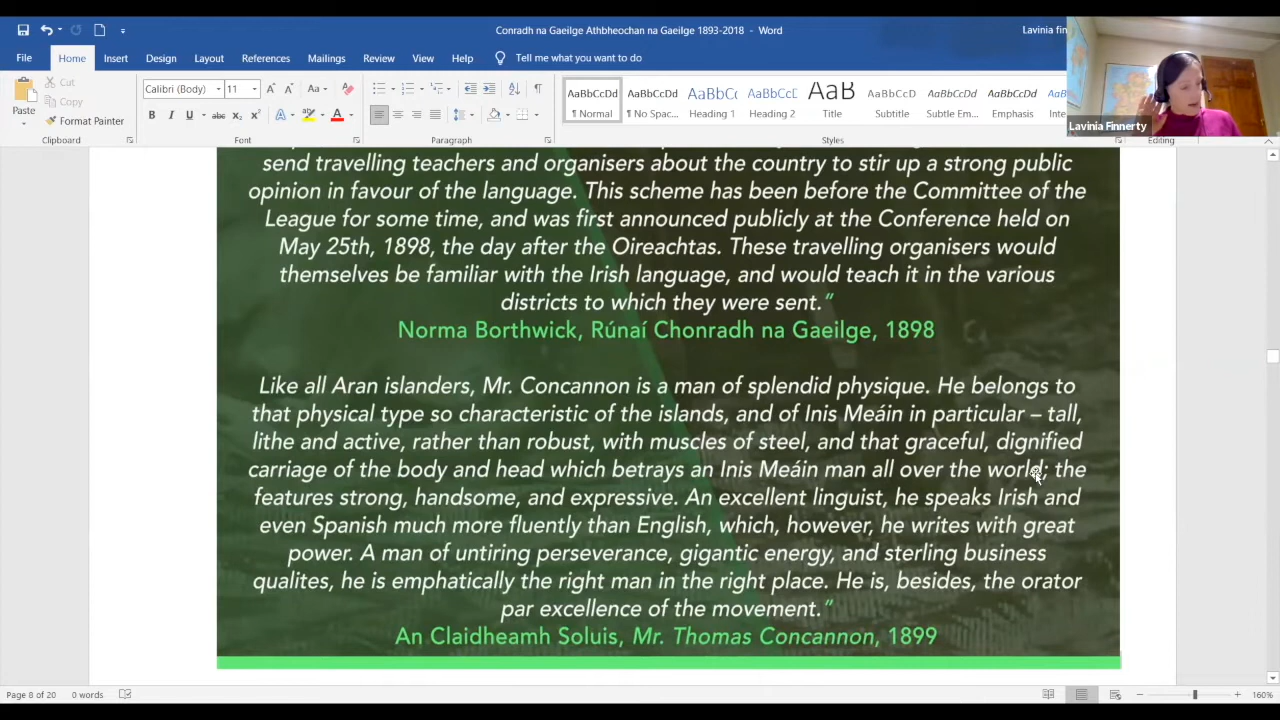 Conradh na Gaeilge Athbheochan na Gaeilge 1893-2018 - Word
Lavinia fin
File Home Insert Design Layout References Mailings Review View Help Tell me what you want to do
Paste
Cut
Copy
Format Painter
Clipboard
Calibri (Body) 11
Font
Paragraph
AaBbCcDd AaBbCcDd AaBbCc AaBbCcE AaB AaBbCcDd AaBbCcDd AaBbCcDd
¶ Normal ¶ No Spac... Heading 1 Heading 2 Title Subtitle Subtle Em... Emphasis
Styles
Editing
Lavinia Finnerty
send travelling teachers and organisers about the country to stir up a strong public
opinion in favour of the language. This scheme has been before the Committee of the
League for some time, and was first announced publicly at the Conference held on
May 25th, 1898, the day after the Oireachtas. These travelling organisers would
themselves be familiar with the Irish language, and would teach it in the various
districts to which they were sent.”
Norma Borthwick, Rúnaí Chonradh na Gaeilge, 1898
Like all Aran islanders, Mr. Concannon is a man of splendid physique. He belongs to
that physical type so characteristic of the islands, and of Inis Meáin in particular – tall,
lithe and active, rather than robust, with muscles of steel, and that graceful, dignified
carriage of the body and head which betrays an Inis Meáin man all over the world; the
features strong, handsome, and expressive. An excellent linguist, he speaks Irish and
even Spanish much more fluently than English, which, however, he writes with great
power. A man of untiring perseverance, gigantic energy, and sterling business
qualites, he is emphatically the right man in the right place. He is, besides, the orator
par excellence of the movement.”
An Claidheamh Soluis, Mr. Thomas Concannon, 1899
Page 8 of 20 0 words 160%